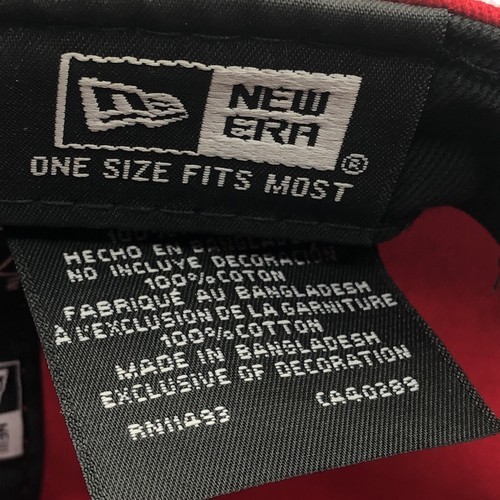 NEW
ERA®
ONE SIZE FITS MOST
HECHO EN BANGLADESH
NO INCLUYE DECORACION
100%COTON
FABRIQUÉ AU BANGLADESH
À L'EXCLUSION DE LA GARNITURE
100%COTTON
MADE IN BANGLADESH
EXCLUSIVE OF DECORATION
RN11493 CA40289